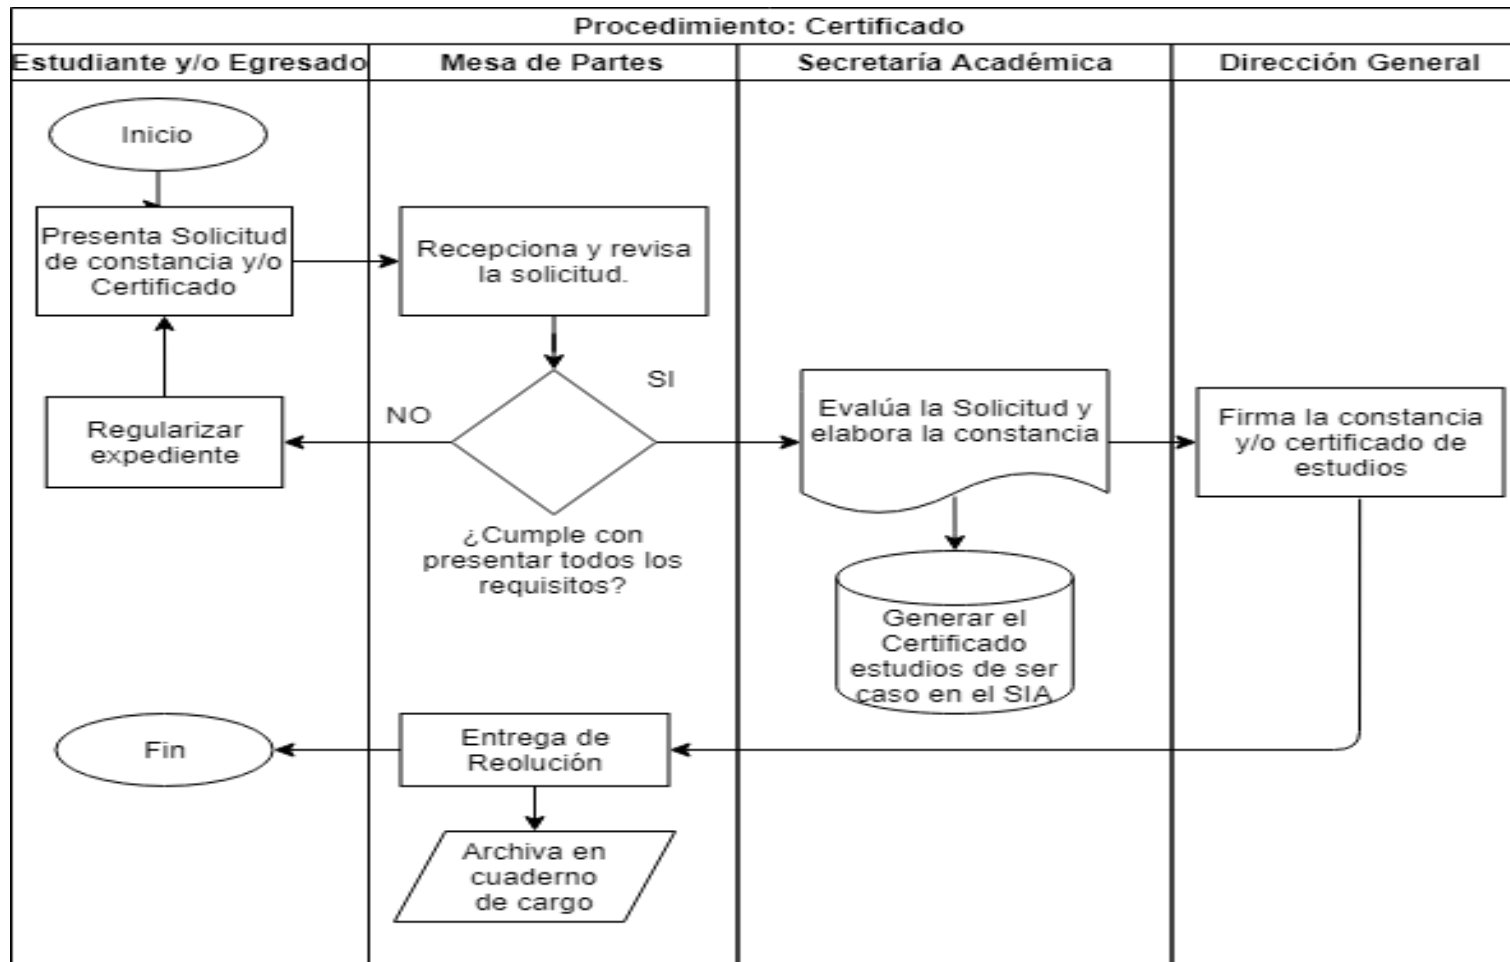 Procedimiento: Certificado
Estudiante y/o Egresado
Mesa de Partes
Secretaría Académica
Dirección General
Inicio
Presenta Solicitud
de constancia y/o
Certificado
Recepciona y revisa
la solicitud.
SI
NO
Regularizar
expediente
¿Cumple con
presentar todos los
requisitos?
Evalúa la Solicitud y
elabora la constancia
Firma la constancia
y/o certificado de
estudios
Generar el
Certificado
estudios de ser
caso en el SIA
Fin
Entrega de
Reolución
Archiva en
cuaderno
de cargo